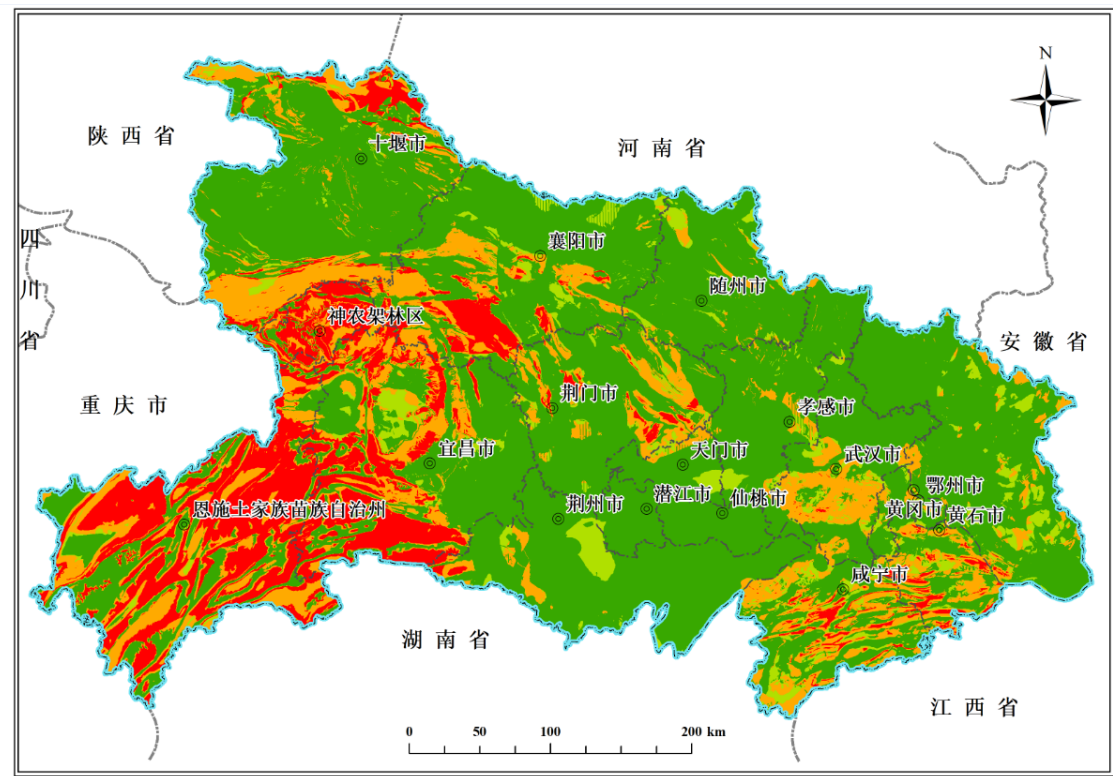 N
陕西省
河南省
十堰市
四川省
襄阳市
随州市
神农架林区
安徽省
重庆市
荆门市
孝感市
宜昌市
天门市
武汉市
鄂州市
恩施土家族苗族自治州
荆州市
潜江市
仙桃市
黄冈市
黄石市
咸宁市
湖南省
江西省
0 50 100 200 km